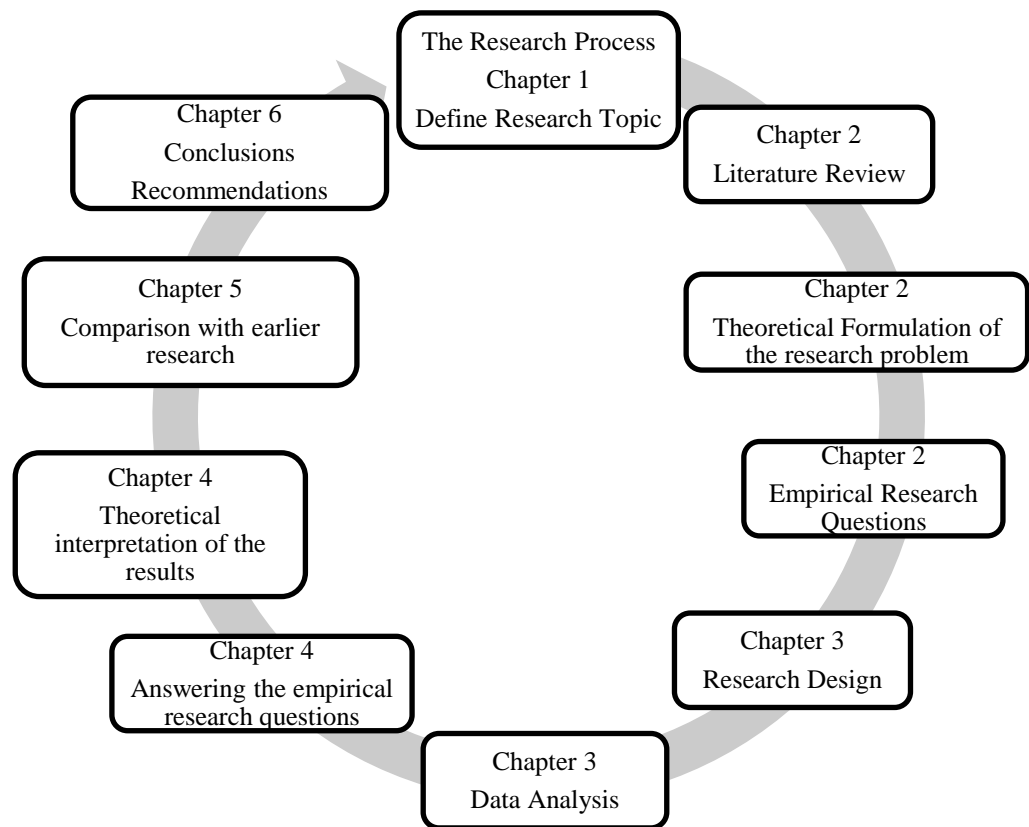 The Research Process
Chapter 1
Define Research Topic
Chapter 2
Literature Review
Chapter 2
Theoretical Formulation of
the research problem
Chapter 2
Empirical Research
Questions
Chapter 3
Research Design
Chapter 3
Data Analysis
Chapter 4
Answering the empirical
research questions
Chapter 4
Theoretical
interpretation of the
results
Chapter 5
Comparison with earlier
research
Chapter 6
Conclusions
Recommendations